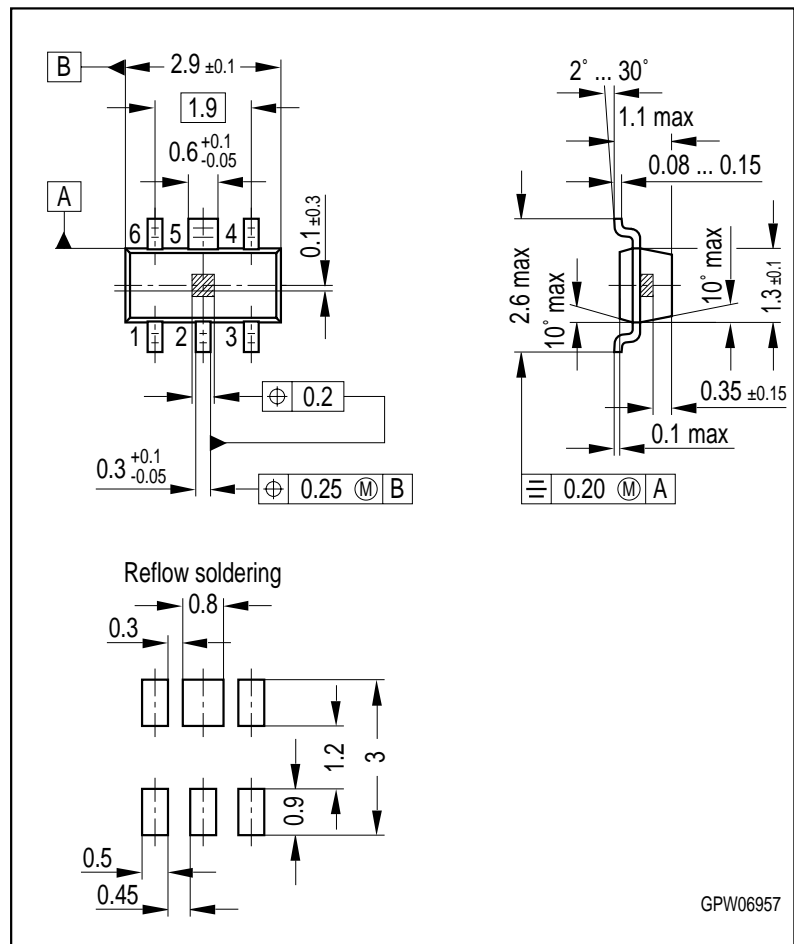 B
2.9 ±0.1
1.9
0.6 +0.1 -0.05
A
6 5 4
0.1 ±0.3
1 2 3
⌖ 0.2
0.3 +0.1 -0.05
⌖ 0.25 Ⓜ B
2° ... 30°
1.1 max
0.08 ... 0.15
2.6 max
10° max
10° max
1.3 ±0.1
0.35 ±0.15
0.1 max
⌯ 0.20 Ⓜ A
Reflow soldering
0.8
0.3
1.2
3
0.9
0.5
0.45
GPW06957